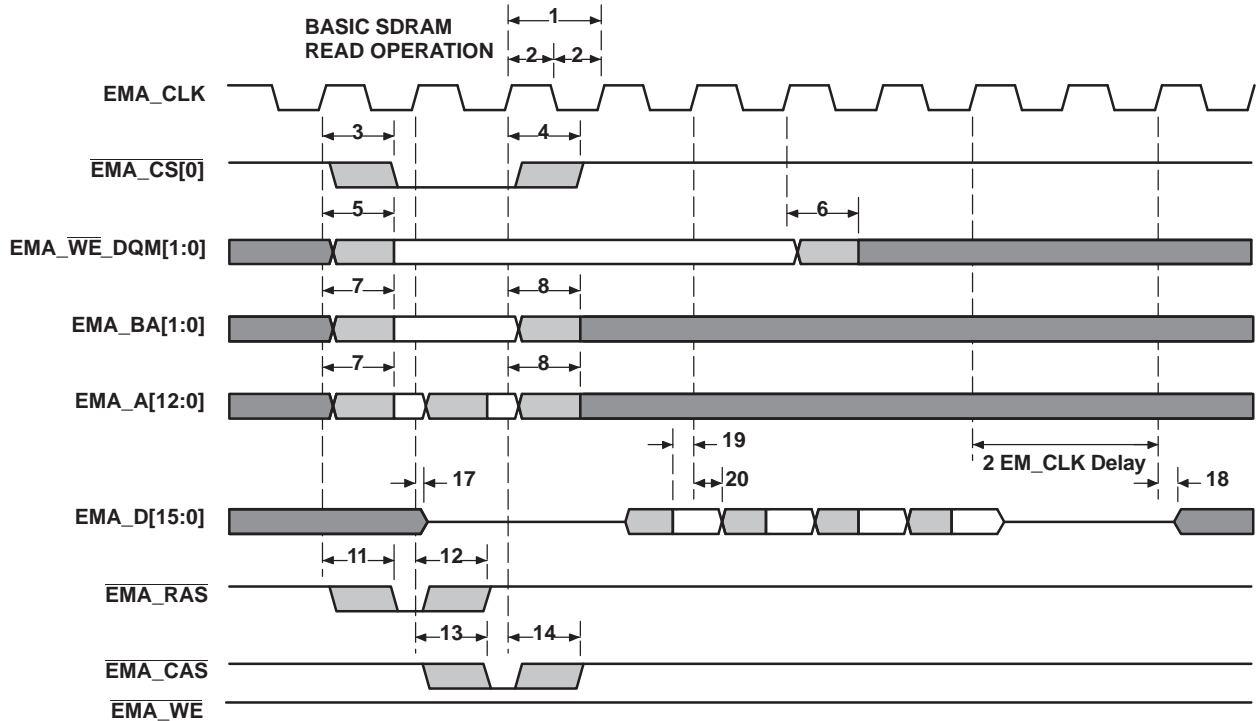 BASIC SDRAM
READ OPERATION
1
2 2
EMA_CLK
3 4
EMA_CS[0]
5 6
EMA_WE_DQM[1:0]
7 8
EMA_BA[1:0]
7 8
EMA_A[12:0]
19
2 EM_CLK Delay
17 20 18
EMA_D[15:0]
11 12
EMA_RAS
13 14
EMA_CAS
EMA_WE